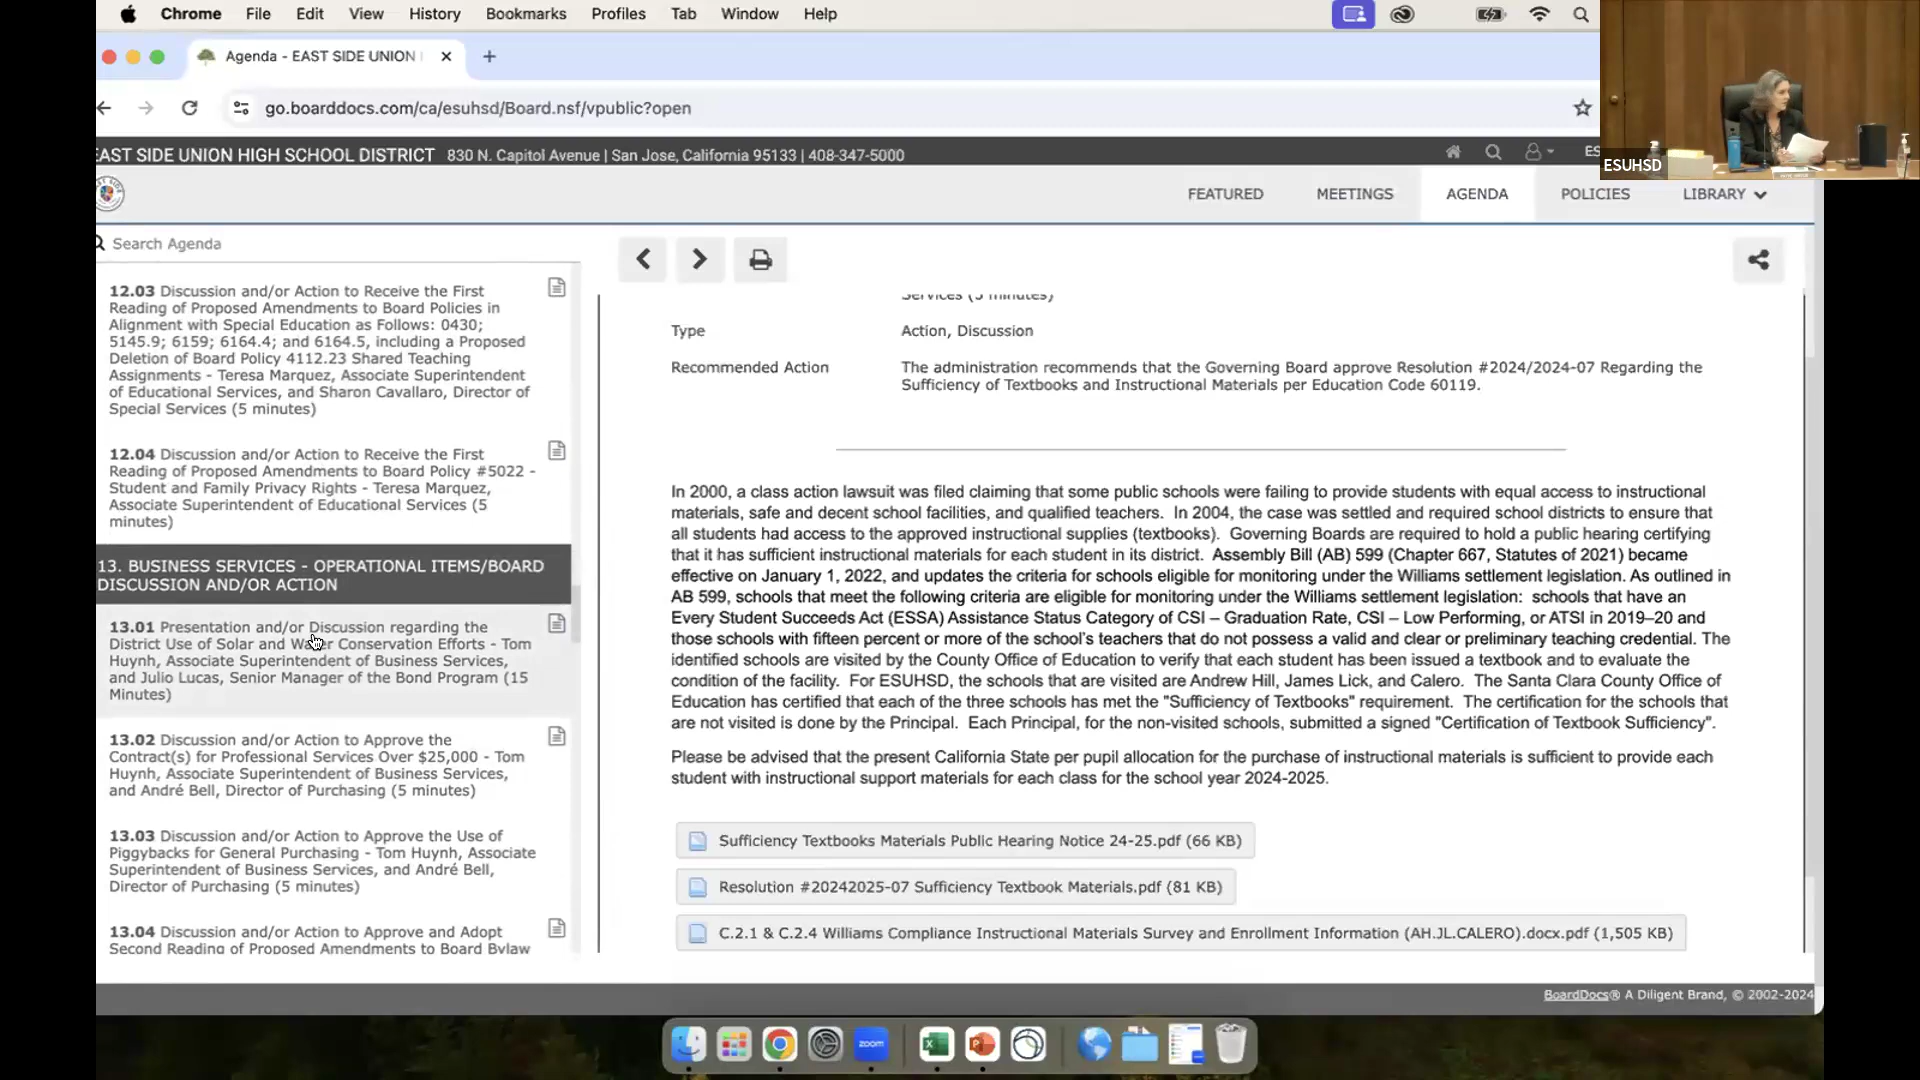 Chrome File Edit View History Bookmarks Profiles Tab Window Help
Agenda - EAST SIDE UNION
go.boarddocs.com/ca/esuhsd/Board.nsf/vpublic?open
EAST SIDE UNION HIGH SCHOOL DISTRICT 830 N. Capitol Avenue | San Jose, California 95133 | 408-347-5000
ES
ESUHSD
FEATURED MEETINGS AGENDA POLICIES LIBRARY
Search Agenda
12.03 Discussion and/or Action to Receive the First
Reading of Proposed Amendments to Board Policies in
Alignment with Special Education as Follows: 0430;
5145.9; 6159; 6164.4; and 6164.5, including a Proposed
Deletion of Board Policy 4112.23 Shared Teaching
Assignments - Teresa Marquez, Associate Superintendent
of Educational Services, and Sharon Cavallaro, Director of
Special Services (5 minutes)
12.04 Discussion and/or Action to Receive the First
Reading of Proposed Amendments to Board Policy #5022 -
Student and Family Privacy Rights - Teresa Marquez,
Associate Superintendent of Educational Services (5
minutes)
13. BUSINESS SERVICES - OPERATIONAL ITEMS/BOARD
DISCUSSION AND/OR ACTION
13.01 Presentation and/or Discussion regarding the
District Use of Solar and Water Conservation Efforts - Tom
Huynh, Associate Superintendent of Business Services,
and Julio Lucas, Senior Manager of the Bond Program (15
Minutes)
13.02 Discussion and/or Action to Approve the
Contract(s) for Professional Services Over $25,000 - Tom
Huynh, Associate Superintendent of Business Services,
and André Bell, Director of Purchasing (5 minutes)
13.03 Discussion and/or Action to Approve the Use of
Piggybacks for General Purchasing - Tom Huynh, Associate
Superintendent of Business Services, and André Bell,
Director of Purchasing (5 minutes)
13.04 Discussion and/or Action to Approve and Adopt
Second Reading of Proposed Amendments to Board Bylaw
Services (5 minutes)
Type Action, Discussion
Recommended Action The administration recommends that the Governing Board approve Resolution #2024/2024-07 Regarding the
Sufficiency of Textbooks and Instructional Materials per Education Code 60119.
In 2000, a class action lawsuit was filed claiming that some public schools were failing to provide students with equal access to instructional
materials, safe and decent school facilities, and qualified teachers. In 2004, the case was settled and required school districts to ensure that
all students had access to the approved instructional supplies (textbooks). Governing Boards are required to hold a public hearing certifying
that it has sufficient instructional materials for each student in its district. Assembly Bill (AB) 599 (Chapter 667, Statutes of 2021) became
effective on January 1, 2022, and updates the criteria for schools eligible for monitoring under the Williams settlement legislation. As outlined in
AB 599, schools that meet the following criteria are eligible for monitoring under the Williams settlement legislation: schools that have an
Every Student Succeeds Act (ESSA) Assistance Status Category of CSI – Graduation Rate, CSI – Low Performing, or ATSI in 2019–20 and
those schools with fifteen percent or more of the school's teachers that do not possess a valid and clear or preliminary teaching credential. The
identified schools are visited by the County Office of Education to verify that each student has been issued a textbook and to evaluate the
condition of the facility. For ESUHSD, the schools that are visited are Andrew Hill, James Lick, and Calero. The Santa Clara County Office of
Education has certified that each of the three schools has met the "Sufficiency of Textbooks" requirement. The certification for the schools that
are not visited is done by the Principal. Each Principal, for the non-visited schools, submitted a signed "Certification of Textbook Sufficiency".
Please be advised that the present California State per pupil allocation for the purchase of instructional materials is sufficient to provide each
student with instructional support materials for each class for the school year 2024-2025.
Sufficiency Textbooks Materials Public Hearing Notice 24-25.pdf (66 KB)
Resolution #20242025-07 Sufficiency Textbook Materials.pdf (81 KB)
C.2.1 & C.2.4 Williams Compliance Instructional Materials Survey and Enrollment Information (AH.JL.CALERO).docx.pdf (1,505 KB)
BoardDocs® A Diligent Brand, © 2002-2024
zoom